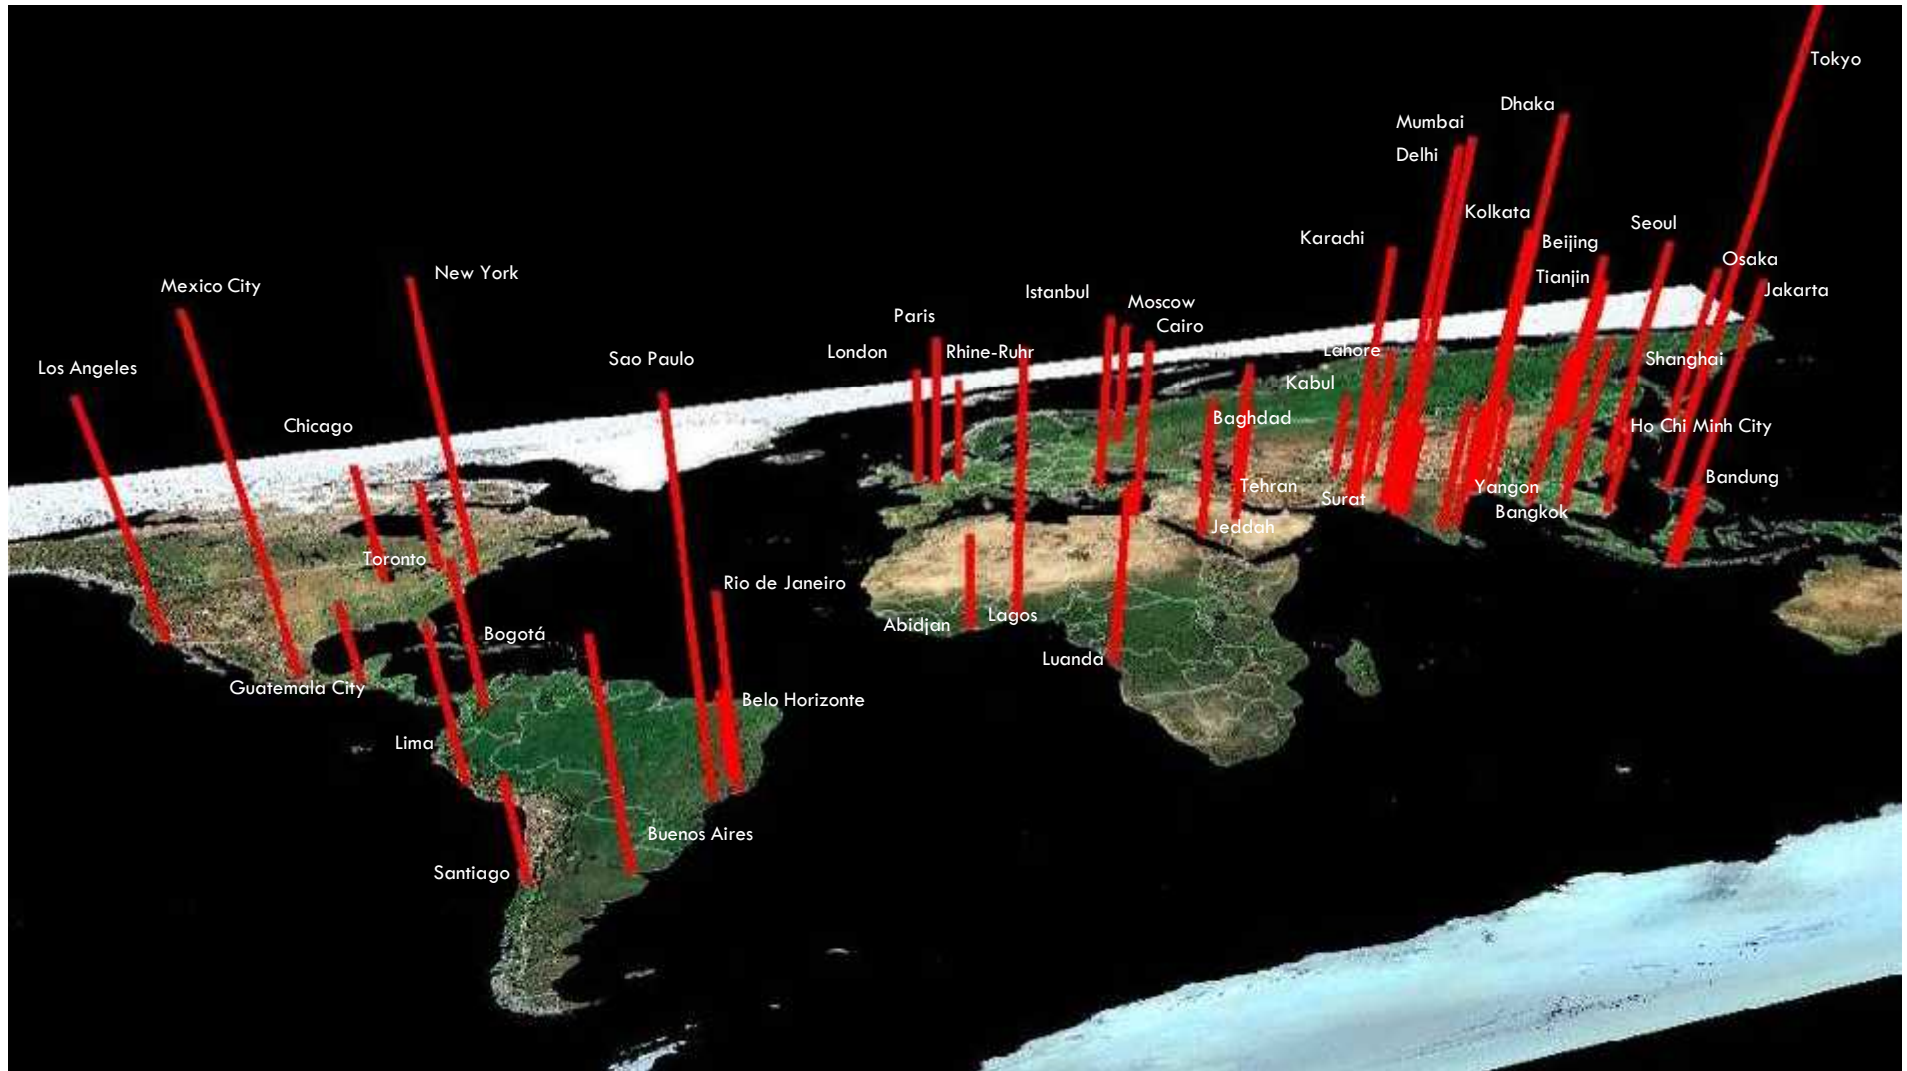 Tokyo
Dhaka
Mumbai
Delhi
Kolkata
Seoul
Karachi
Beijing
Osaka
New York
Tianjin
Mexico City
Istanbul
Jakarta
Moscow
Paris
Cairo
London
Rhine-Ruhr
Lahore
Sao Paulo
Shanghai
Los Angeles
Kabul
Chicago
Baghdad
Ho Chi Minh City
Bandung
Tehran
Yangon
Surat
Bangkok
Jeddah
Toronto
Rio de Janeiro
Lagos
Abidjan
Bogotá
Luanda
Guatemala City
Belo Horizonte
Lima
Buenos Aires
Santiago